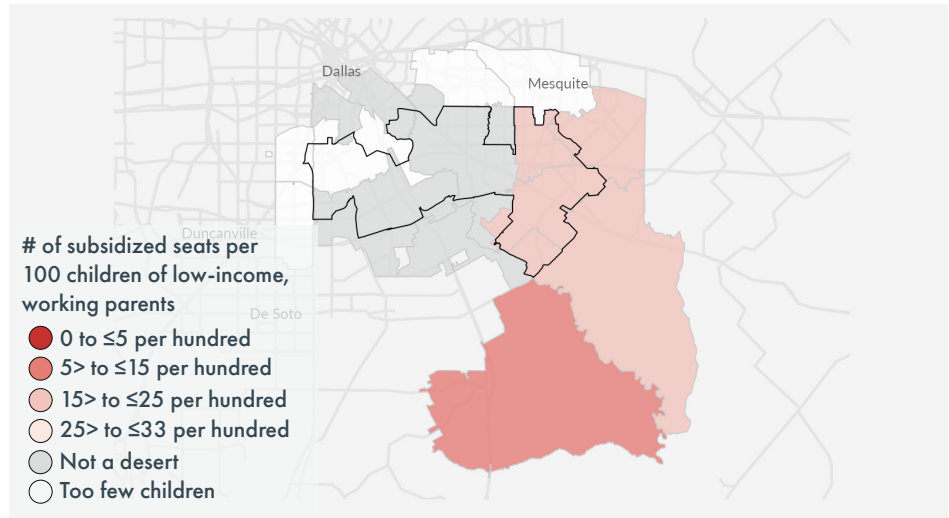 Dallas
Mesquite
Duncanville
# of subsidized seats per
100 children of low-income,
working parents
De Soto
0 to ≤5 per hundred
5> to ≤15 per hundred
15> to ≤25 per hundred
25> to ≤33 per hundred
Not a desert
Too few children